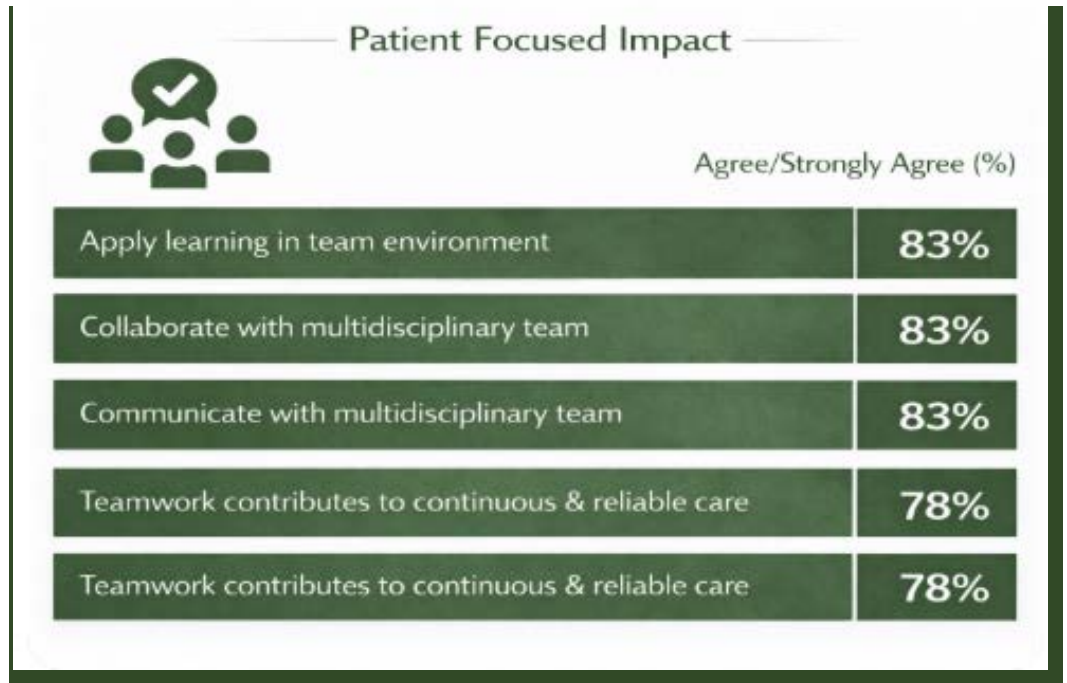 Patient Focused Impact
Agree/Strongly Agree (%)
Apply learning in team environment 83%
Collaborate with multidisciplinary team 83%
Communicate with multidisciplinary team 83%
Teamwork contributes to continuous & reliable care 78%
Teamwork contributes to continuous & reliable care 78%